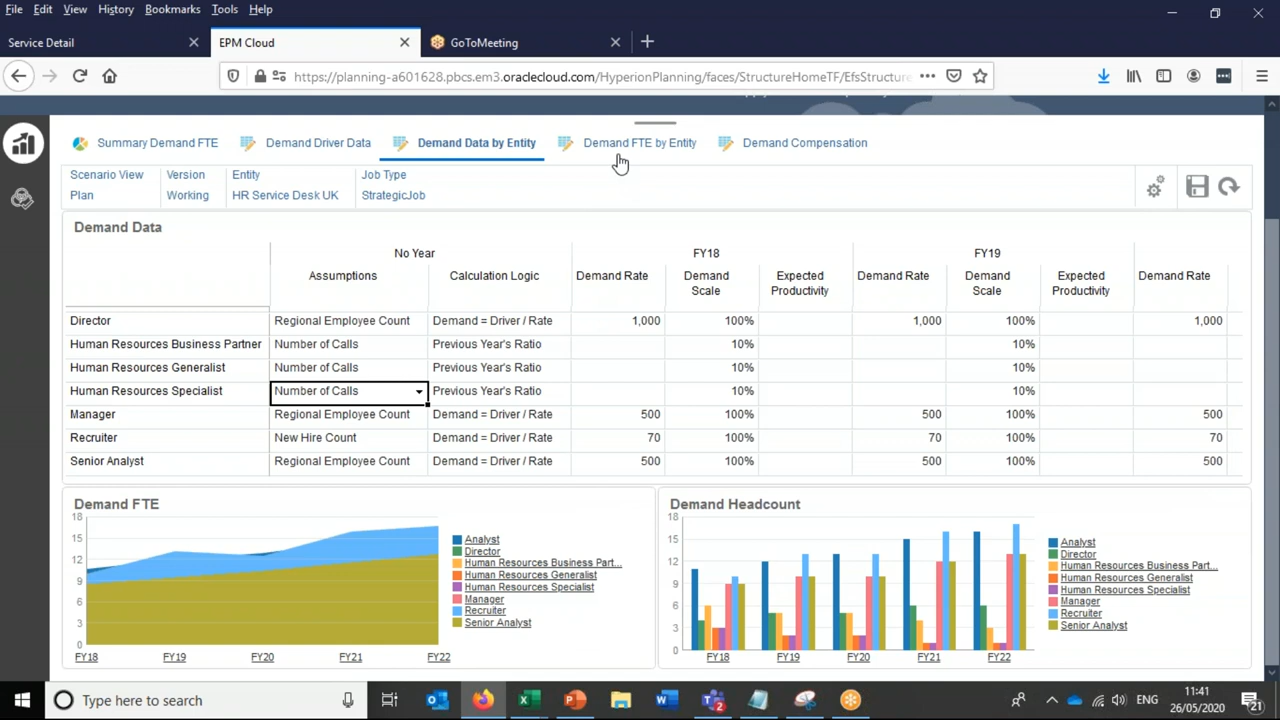 File Edit View History Bookmarks Tools Help
Service Detail EPM Cloud GoToMeeting
https://planning-a601628.pbcs.em3.oraclecloud.com/HyperionPlanning/faces/StructureHomeTF/EfsStructure
Summary Demand FTE Demand Driver Data Demand Data by Entity Demand FTE by Entity Demand Compensation
Scenario View Version Entity Job Type
Plan Working HR Service Desk UK StrategicJob
Demand Data
No Year FY18 FY19
Assumptions Calculation Logic Demand Rate Demand Scale Expected Productivity Demand Rate Demand Scale Expected Productivity Demand Rate
Director Regional Employee Count Demand = Driver / Rate 1,000 100% 1,000 100% 1,000
Human Resources Business Partner Number of Calls Previous Year's Ratio 10% 10%
Human Resources Generalist Number of Calls Previous Year's Ratio 10% 10%
Human Resources Specialist Number of Calls Previous Year's Ratio 10% 10%
Manager Regional Employee Count Demand = Driver / Rate 500 100% 500 100% 500
Recruiter New Hire Count Demand = Driver / Rate 70 100% 70 100% 70
Senior Analyst Regional Employee Count Demand = Driver / Rate 500 100% 500 100% 500
Demand FTE
18
15
12
9
6
3
0
FY18 FY19 FY20 FY21 FY22
Analyst
Director
Human Resources Business Part...
Human Resources Generalist
Human Resources Specialist
Manager
Recruiter
Senior Analyst
Demand Headcount
18
15
12
9
6
3
0
FY18 FY19 FY20 FY21 FY22
Analyst
Director
Human Resources Business Part...
Human Resources Generalist
Human Resources Specialist
Manager
Recruiter
Senior Analyst
Type here to search
ENG
11:41
26/05/2020
21